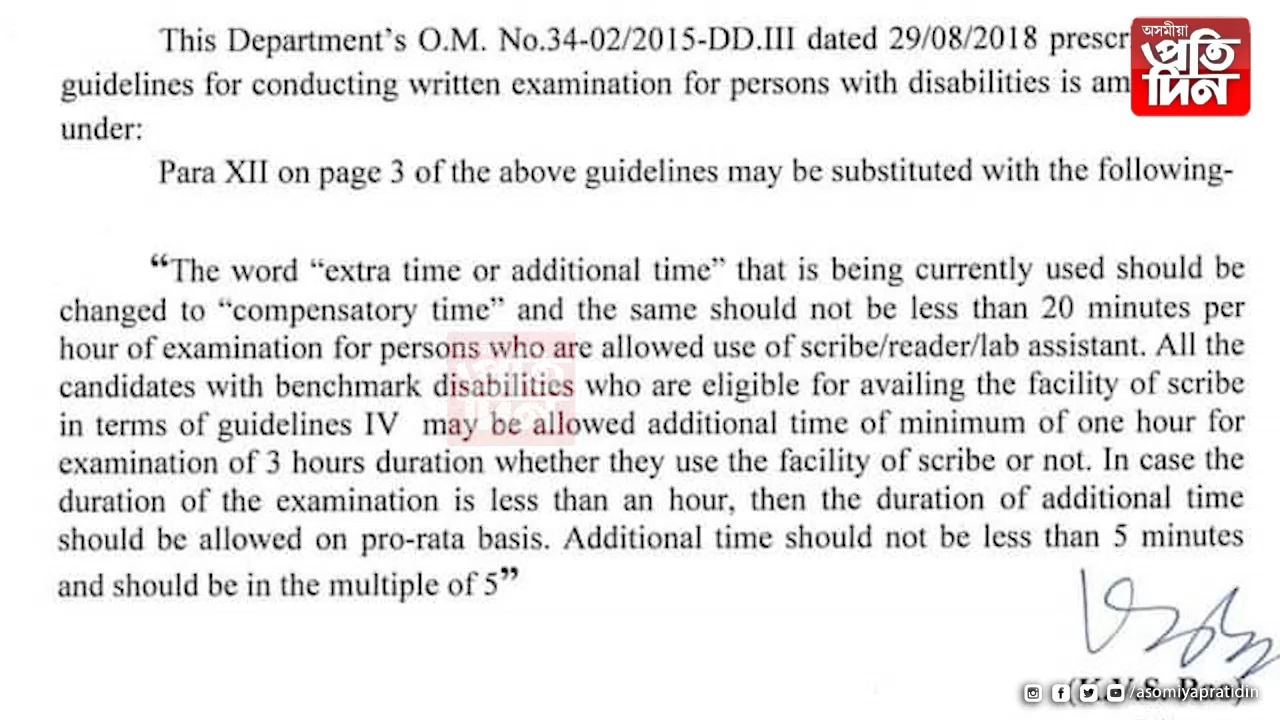 This Department's O.M. No.34-02/2015-DD.III dated 29/08/2018
অসমীয়া
প্ৰতি
দিন
guidelines for conducting written examination for persons with disabilities is
under:
Para XII on page 3 of the above guidelines may be substituted with the following-
“The word “extra time or additional time” that is being currently used should be
changed to “compensatory time” and the same should not be less than 20 minutes per
hour of examination for persons who are allowed use of scribe/reader/lab assistant. All the
candidates with benchmark disabilities who are eligible for availing the facility of scribe
in terms of guidelines IV may be allowed additional time of minimum of one hour for
examination of 3 hours duration whether they use the facility of scribe or not. In case the
duration of the examination is less than an hour, then the duration of additional time
should be allowed on pro-rata basis. Additional time should not be less than 5 minutes
and should be in the multiple of 5”
/asomiyapratidin